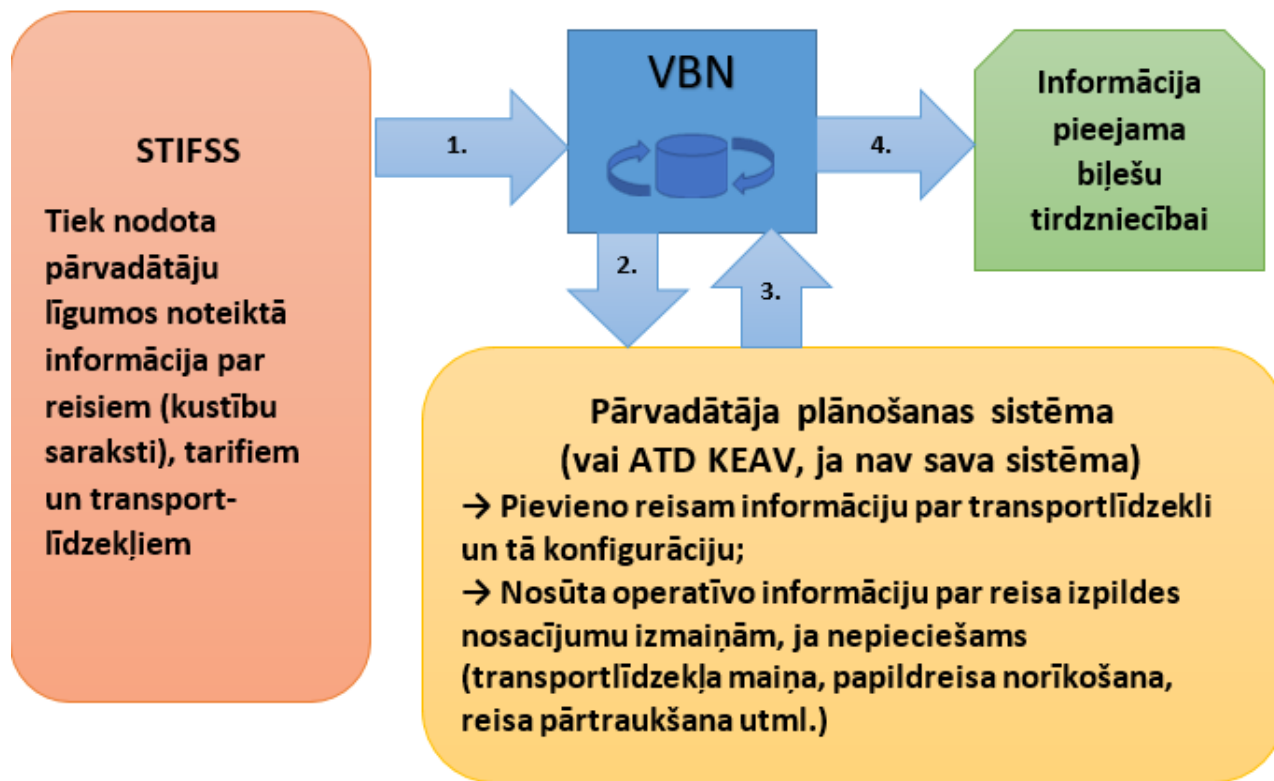 STIFSS
Tiek nodota
pārvadātāju
līgumos noteiktā
informācija par
reisiem (kustību
saraksti), tarifiem
un transport-
līdzekļiem
1.
VBN
2.
3.
4.
Informācija
pieejama
biļešu
tirdzniecībai
Pārvadātāja plānošanas sistēma
(vai ATD KEAV, ja nav sava sistēma)
→ Pievieno reisam informāciju par transportlīdzekli
un tā konfigurāciju;
→ Nosūta operatīvo informāciju par reisa izpildes
nosacījumu izmaiņām, ja nepieciešams
(transportlīdzekļa maiņa, papildreisa norīkošana,
reisa pārtraukšana utml.)